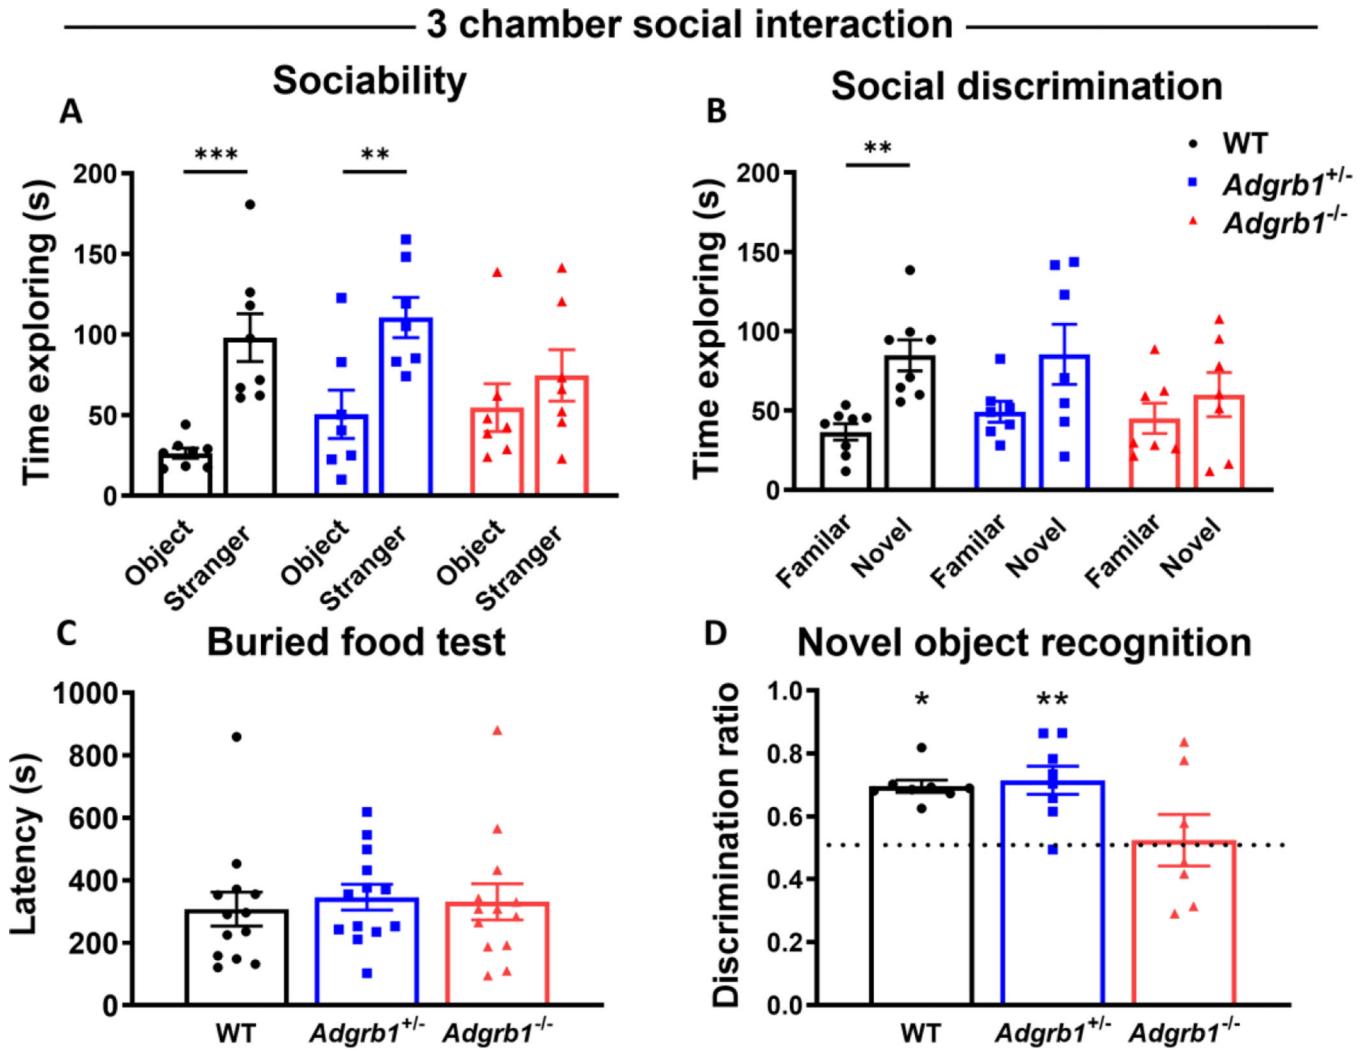 3 chamber social interaction
Sociability
Social discrimination
A
B
WT
Adgrb1+/-
Adgrb1-/-
***
**
**
Time exploring (s)
200
150
100
50
0
Object
Stranger
Object
Stranger
Object
Stranger
Time exploring (s)
200
150
100
50
0
Familar
Novel
Familar
Novel
Familar
Novel
C
Buried food test
D
Novel object recognition
Latency (s)
1000
800
600
400
200
0
WT
Adgrb1+/-
Adgrb1-/-
*
**
Discrimination ratio
1.0
0.8
0.6
0.4
0.2
0.0
WT
Adgrb1+/-
Adgrb1-/-